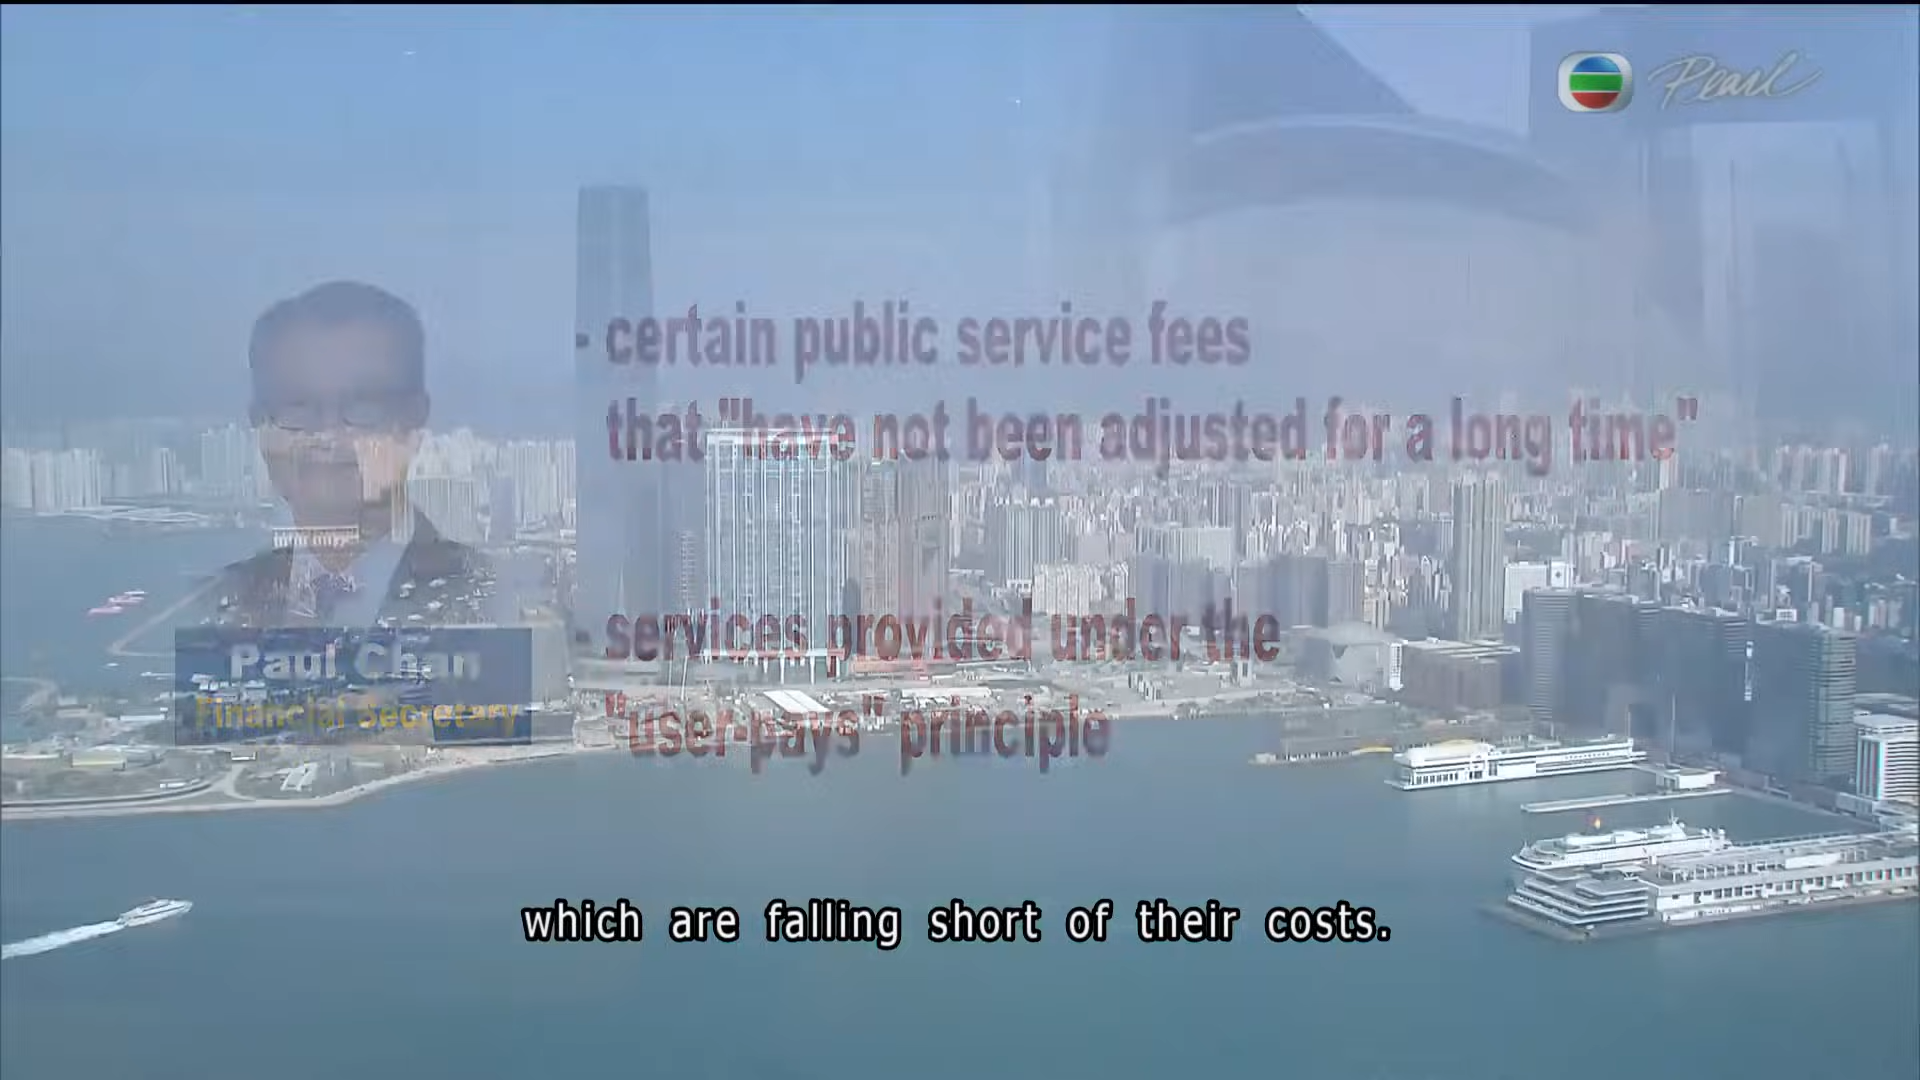 Pearl
- certain public service fees
that "have not been adjusted for a long time"
- services provided under the
"user-pays" principle
Paul Chan
Financial Secretary
which are falling short of their costs.